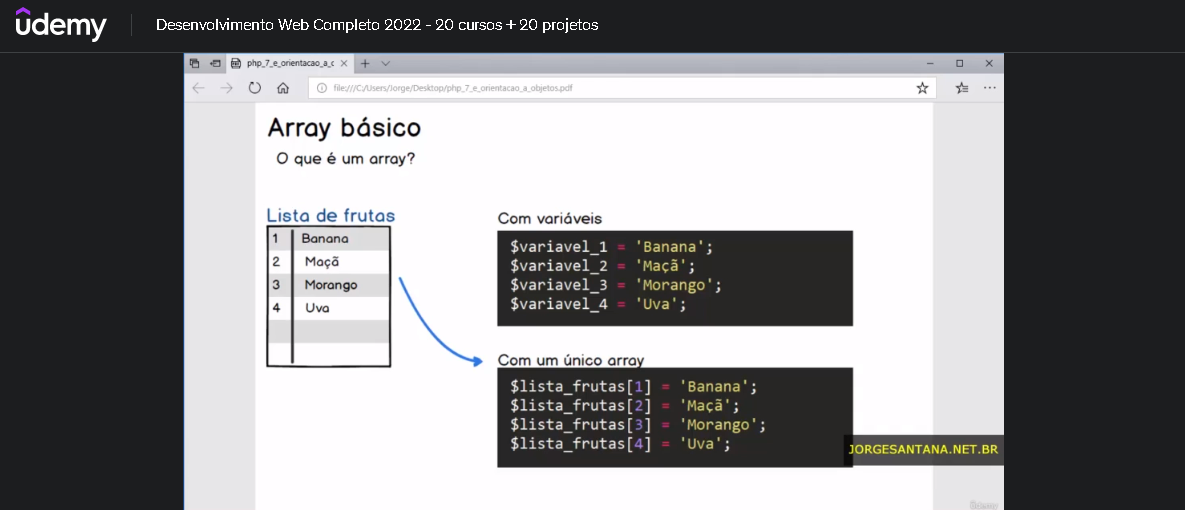 ûdemy
Desenvolvimento Web Completo 2022 - 20 cursos + 20 projetos
php_7_e_orientacao_a_c
file:///C:/Users/Jorge/Desktop/php_7_e_orientacao_a_objetos.pdf
Array básico
O que é um array?
Lista de frutas
1 Banana
2 Maçã
3 Morango
4 Uva
Com variáveis
$variavel_1 = 'Banana';
$variavel_2 = 'Maçã';
$variavel_3 = 'Morango';
$variavel_4 = 'Uva';
Com um único array
$lista_frutas[1] = 'Banana';
$lista_frutas[2] = 'Maçã';
$lista_frutas[3] = 'Morango';
$lista_frutas[4] = 'Uva';
JORGESANTANA.NET.BR
ûdemy